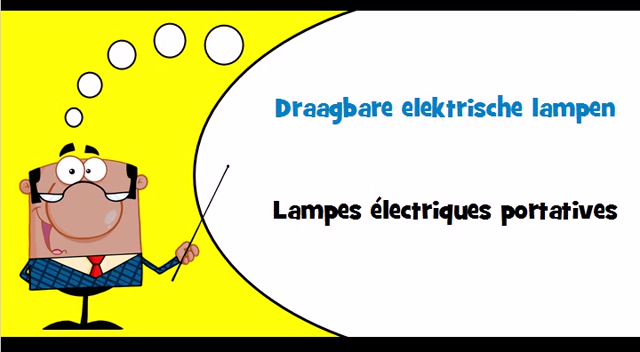 Draagbare elektrische lampen
Lampes électriques portatives